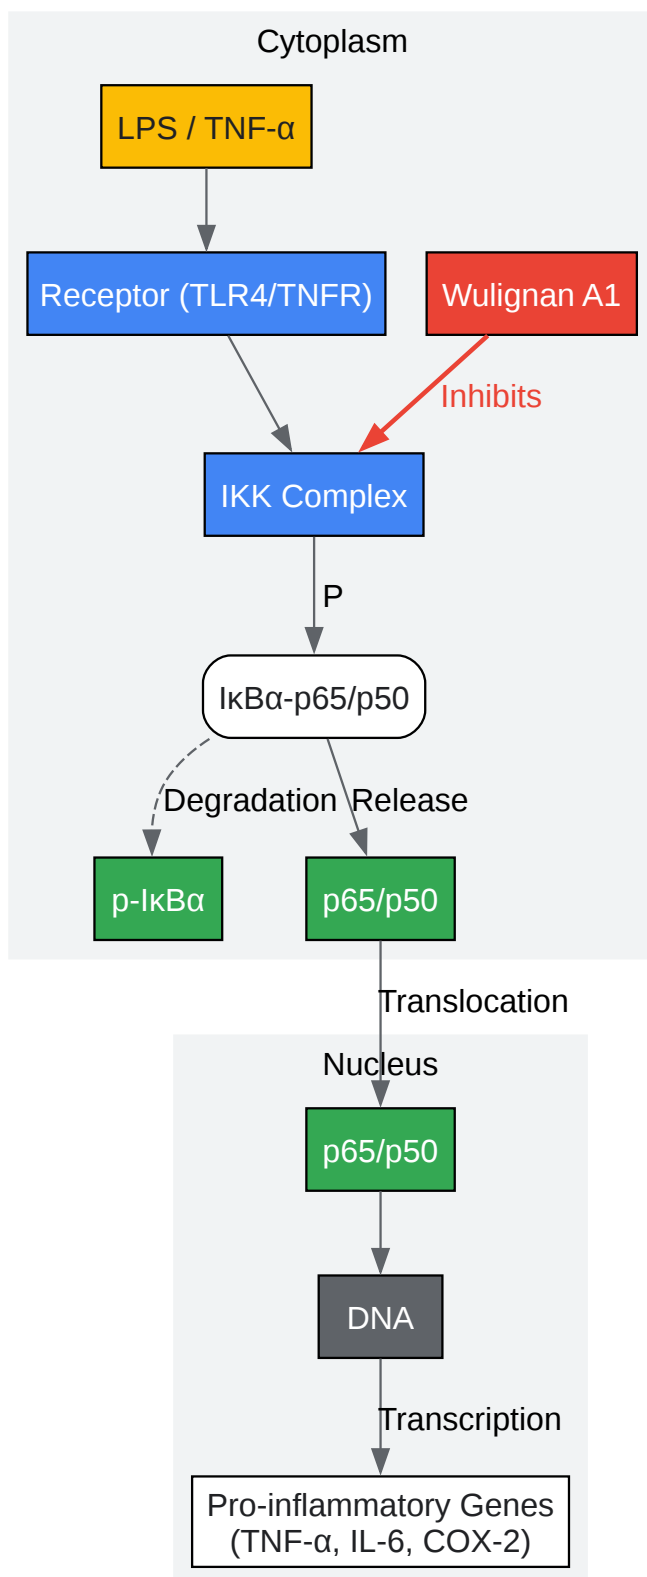 Cytoplasm
LPS / TNF-α
Receptor (TLR4/TNFR)
Wulignan A1
Inhibits
IKK Complex
P
IκBα-p65/p50
Degradation
Release
p-IκBα
p65/p50
Translocation
Nucleus
p65/p50
DNA
Transcription
Pro-inflammatory Genes
(TNF-α, IL-6, COX-2)